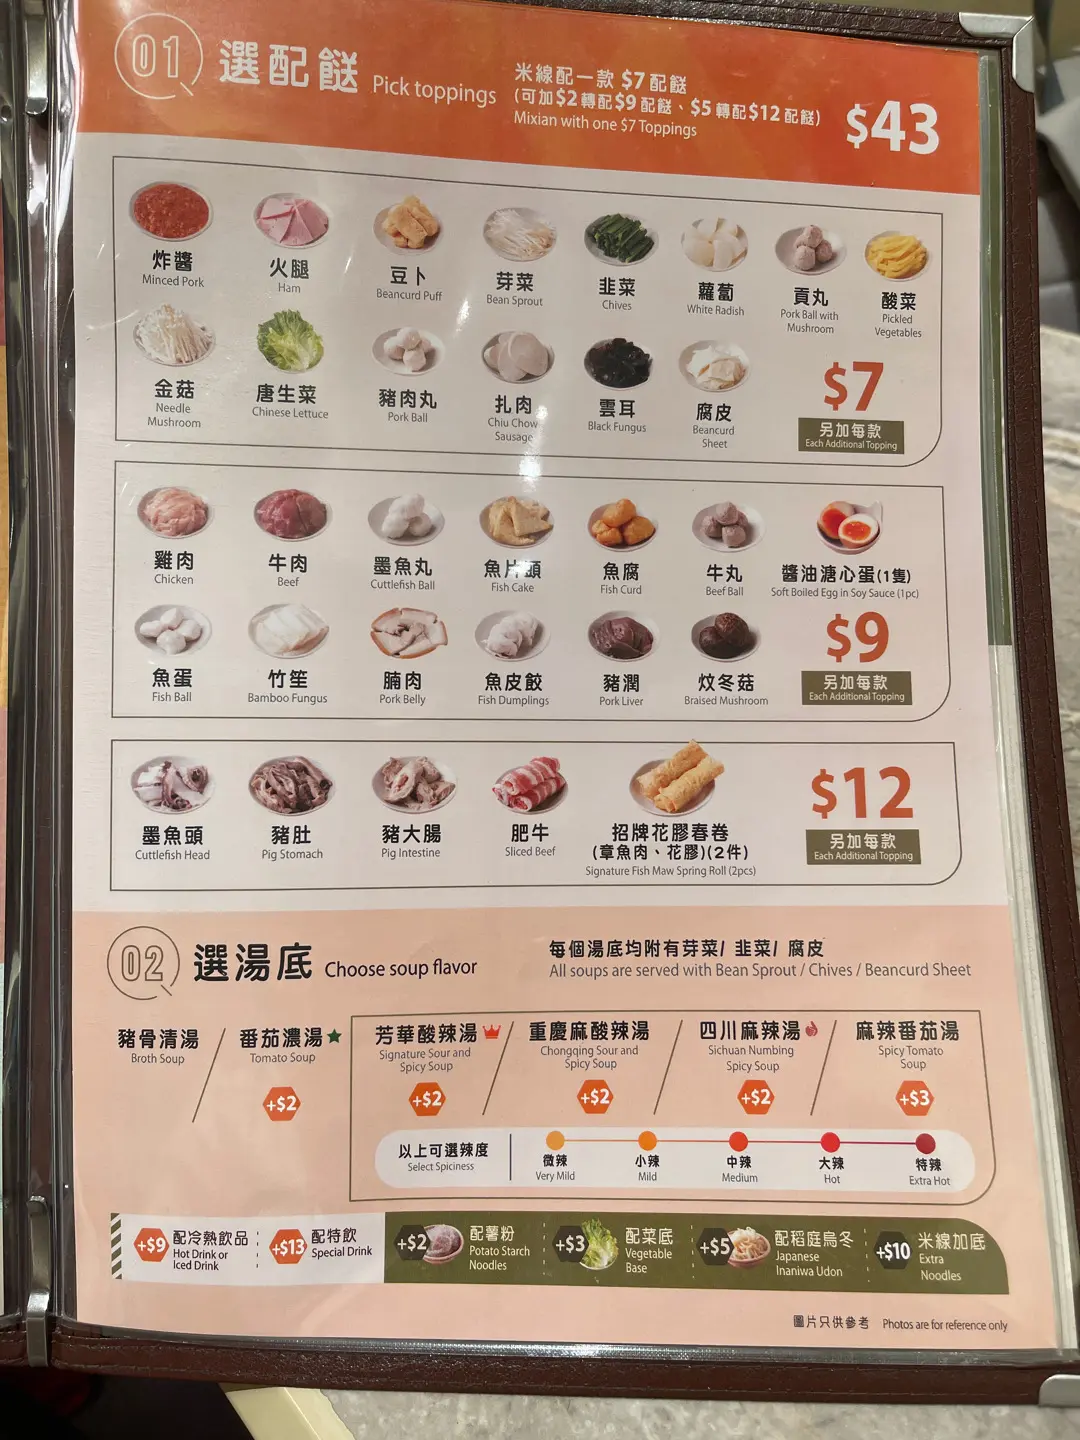 01 選配餸 Pick toppings
米線配一款 $7 配餸
(可加$2 轉配$9 配餸、$5 轉配$12 配餸)
Mixian with one $7 Toppings
$43
炸醬 火腿 豆卜 芽菜 韭菜 蘿蔔 貢丸 酸菜
Minced Pork Ham Beancurd Puff Bean Sprout Chives White Radish Pork Ball with Mushroom Pickled Vegetables
金菇 唐生菜 豬肉丸 扎肉 雲耳 腐皮
Needle Mushroom Chinese Lettuce Pork Ball Chiu Chow Sausage Black Fungus Beancurd Sheet
$7
另加每款
Each Additional Topping
雞肉 牛肉 墨魚丸 魚片頭 魚腐 牛丸 醬油溏心蛋(1隻)
Chicken Beef Cuttlefish Ball Fish Cake Fish Curd Beef Ball Soft Boiled Egg in Soy Sauce (1pc)
魚蛋 竹笙 腩肉 魚皮餃 豬潤 炆冬菇
Fish Ball Bamboo Fungus Pork Belly Fish Dumplings Pork Liver Braised Mushroom
$9
另加每款
Each Additional Topping
墨魚頭 豬肚 豬大腸 肥牛 招牌花膠春卷
(章魚肉、花膠)(2件)
Cuttlefish Head Pig Stomach Pig Intestine Sliced Beef Signature Fish Maw Spring Roll (2pcs)
$12
另加每款
Each Additional Topping
02 選湯底 Choose soup flavor
每個湯底均附有芽菜/ 韭菜/ 腐皮
All soups are served with Bean Sprout / Chives / Beancurd Sheet
豬骨清湯
Broth Soup
番茄濃湯
Tomato Soup
+$2
芳華酸辣湯
Signature Sour and
Spicy Soup
+$2
重慶麻酸辣湯
Chongqing Sour and
Spicy Soup
+$2
四川麻辣湯
Sichuan Numbing
Spicy Soup
+$2
麻辣番茄湯
Spicy Tomato
Soup
+$3
以上可選辣度
Select Spiciness
微辣 小辣 中辣 大辣 特辣
Very Mild Mild Medium Hot Extra Hot
+$9 配冷熱飲品
Hot Drink or
Iced Drink
+$13 配特飲
Special Drink
+$2 配薯粉
Potato Starch
Noodles
+$3 配菜底
Vegetable
Base
+$5 配稻庭烏冬
Japanese
Inaniwa Udon
+$10 米線加底
Extra
Noodles
圖片只供參考 Photos are for reference only